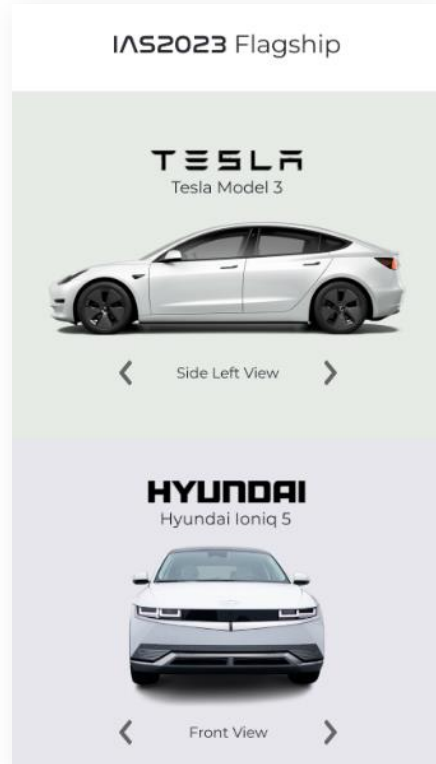 IAS2023 Flagship
TESLA
Tesla Model 3
Side Left View
HYUNDAI
Hyundai Ioniq 5
Front View